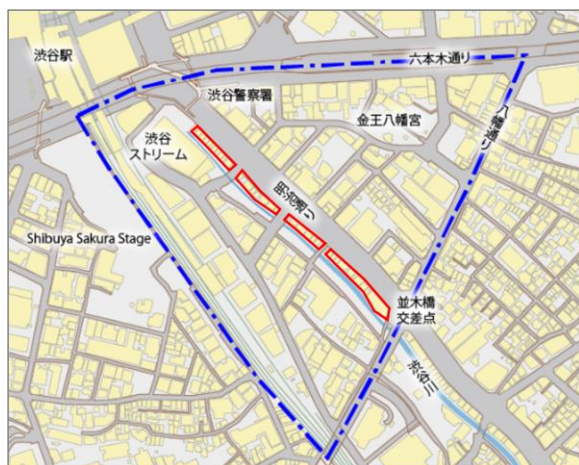 渋谷駅
六本木通り
渋谷警察署
金王八幡宮
八幡通り
渋谷
ストリーム
明治通り
Shibuya Sakura Stage
並木橋
交差点
渋谷川